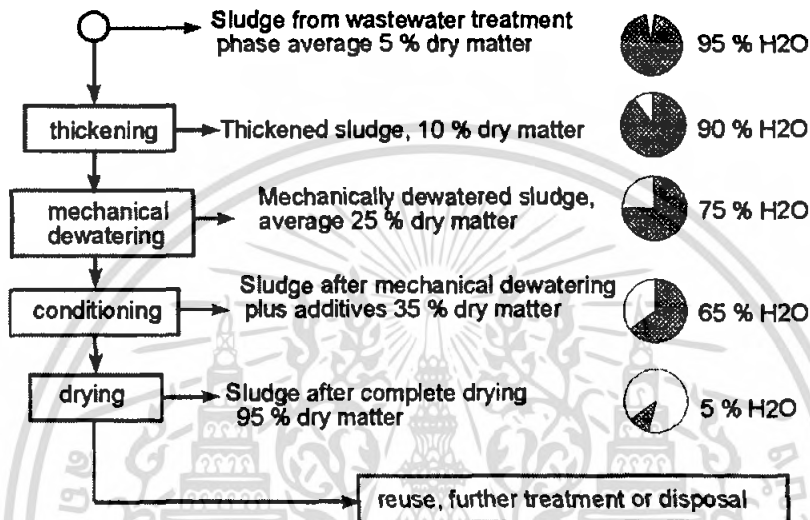 Sludge from wastewater treatment
phase average 5 % dry matter
95 % H2O
thickening
Thickened sludge, 10 % dry matter
90 % H2O
mechanical
dewatering
Mechanically dewatered sludge,
average 25 % dry matter
75 % H2O
conditioning
Sludge after mechanical dewatering
plus additives 35 % dry matter
65 % H2O
drying
Sludge after complete drying
95 % dry matter
5 % H2O
reuse, further treatment or disposal